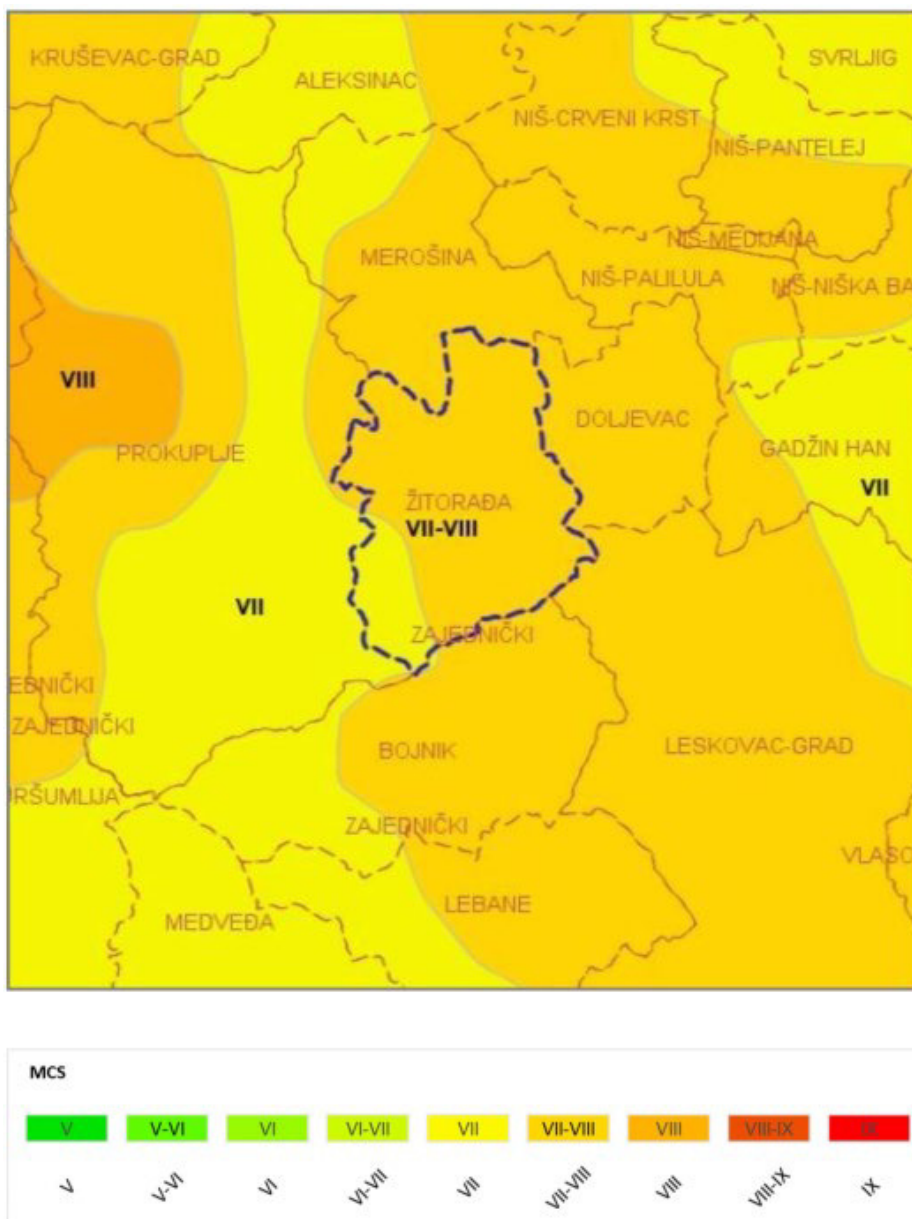 KRUŠEVAC-GRAD
SVRLJIG
ALEKSINAC
NIŠ-CRVENI KRST
NIŠ-PANTELEJ
NIŠ-MEDIJANA
MEROŠINA
NIŠ-PALILULA
NIŠ-NIŠKA BA
VIII
DOLJEVAC
PROKUPLJE
GADŽIN HAN
VII
ŽITORAĐA
VII-VIII
VII
ZAJEDNIČKI
EDNIČKI
ZAJEDNIČKI
BOJNIK
LESKOVAC-GRAD
URŠUMLIJA
ZAJEDNIČKI
VLASO
LEBANE
MEDVEĐA
MCS
V V-VI VI VI-VII VII VII-VIII VIII VIII-IX IX
V V-VI VI VI-VII VII VII-VIII VIII VIII-IX IX